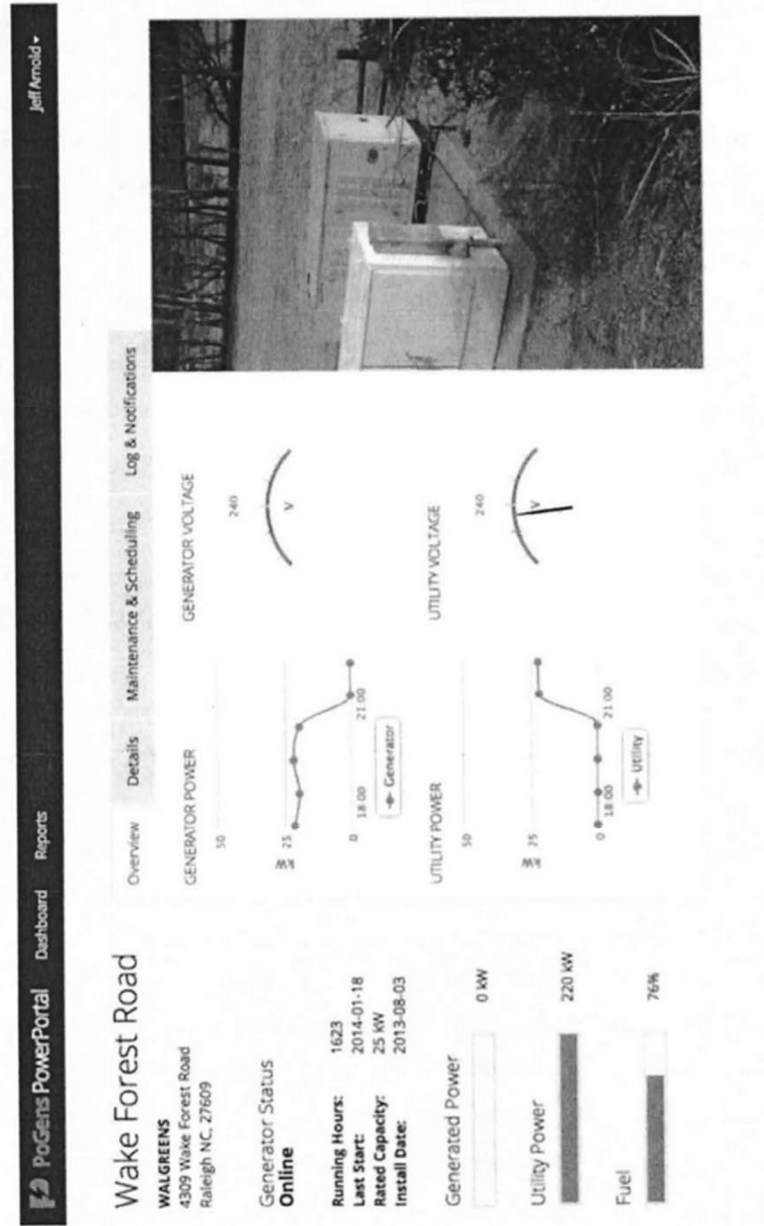 PoGens PowerPortal Dashboard Reports Jeff Arnold
Wake Forest Road
WALGREENS
4309 Wake Forest Road
Raleigh NC, 27609
Generator Status
Online
Running Hours: 1623
Last Start: 2014-01-18
Rated Capacity: 25 kW
Install Date: 2013-08-03
Generated Power
0 kW
Utility Power
220 kW
Fuel
76%
Overview Details Maintenance & Scheduling Log & Notifications
GENERATOR POWER
50
25
kW
0
18:00 21:00
Generator
GENERATOR VOLTAGE
240
V
UTILITY POWER
50
25
kW
0
18:00 21:00
Utility
UTILITY VOLTAGE
240
V